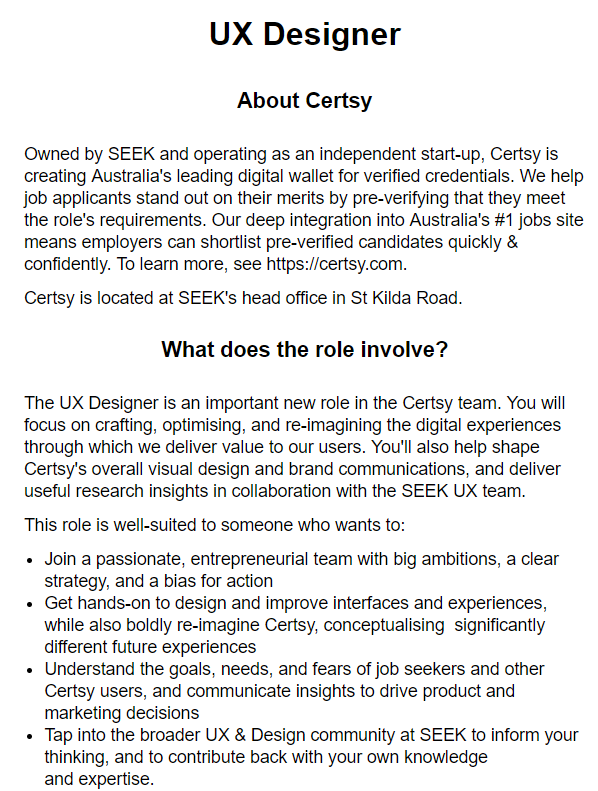 UX Designer
About Certsy
Owned by SEEK and operating as an independent start-up, Certsy is
creating Australia's leading digital wallet for verified credentials. We help
job applicants stand out on their merits by pre-verifying that they meet
the role's requirements. Our deep integration into Australia's #1 jobs site
means employers can shortlist pre-verified candidates quickly &
confidently. To learn more, see https://certsy.com.
Certsy is located at SEEK's head office in St Kilda Road.
What does the role involve?
The UX Designer is an important new role in the Certsy team. You will
focus on crafting, optimising, and re-imagining the digital experiences
through which we deliver value to our users. You'll also help shape
Certsy's overall visual design and brand communications, and deliver
useful research insights in collaboration with the SEEK UX team.
This role is well-suited to someone who wants to:
• Join a passionate, entrepreneurial team with big ambitions, a clear
strategy, and a bias for action
• Get hands-on to design and improve interfaces and experiences,
while also boldly re-imagine Certsy, conceptualising  significantly
different future experiences
• Understand the goals, needs, and fears of job seekers and other
Certsy users, and communicate insights to drive product and
marketing decisions
• Tap into the broader UX & Design community at SEEK to inform your
thinking, and to contribute back with your own knowledge
and expertise.